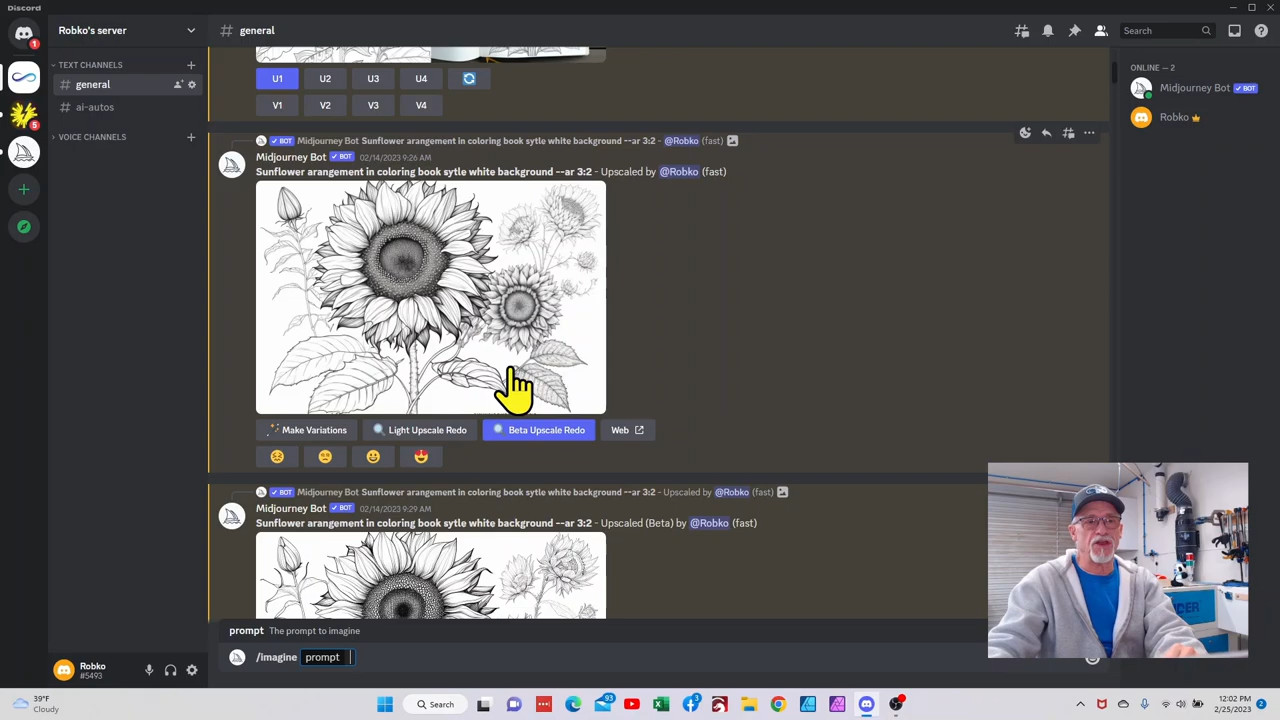 Discord
Robko's server
general
Search
1
TEXT CHANNELS
general
ai-autos
5
VOICE CHANNELS
U1 U2 U3 U4
V1 V2 V3 V4
BOT Midjourney Bot Sunflower arangement in coloring book sytle white background --ar 3:2 - @Robko (fast)
Midjourney Bot BOT 02/14/2023 9:26 AM
Sunflower arangement in coloring book sytle white background --ar 3:2 - Upscaled by @Robko (fast)
Make Variations Light Upscale Redo Beta Upscale Redo Web
BOT Midjourney Bot Sunflower arangement in coloring book sytle white background --ar 3:2 - Upscaled by @Robko (fast)
Midjourney Bot BOT 02/14/2023 9:29 AM
Sunflower arangement in coloring book sytle white background --ar 3:2 - Upscaled (Beta) by @Robko (fast)
prompt The prompt to imagine
/imagine prompt
ONLINE — 2
Midjourney Bot BOT
Robko
Robko
#5493
39°F
Cloudy
Search
93
3
12:02 PM
2/25/2023
2